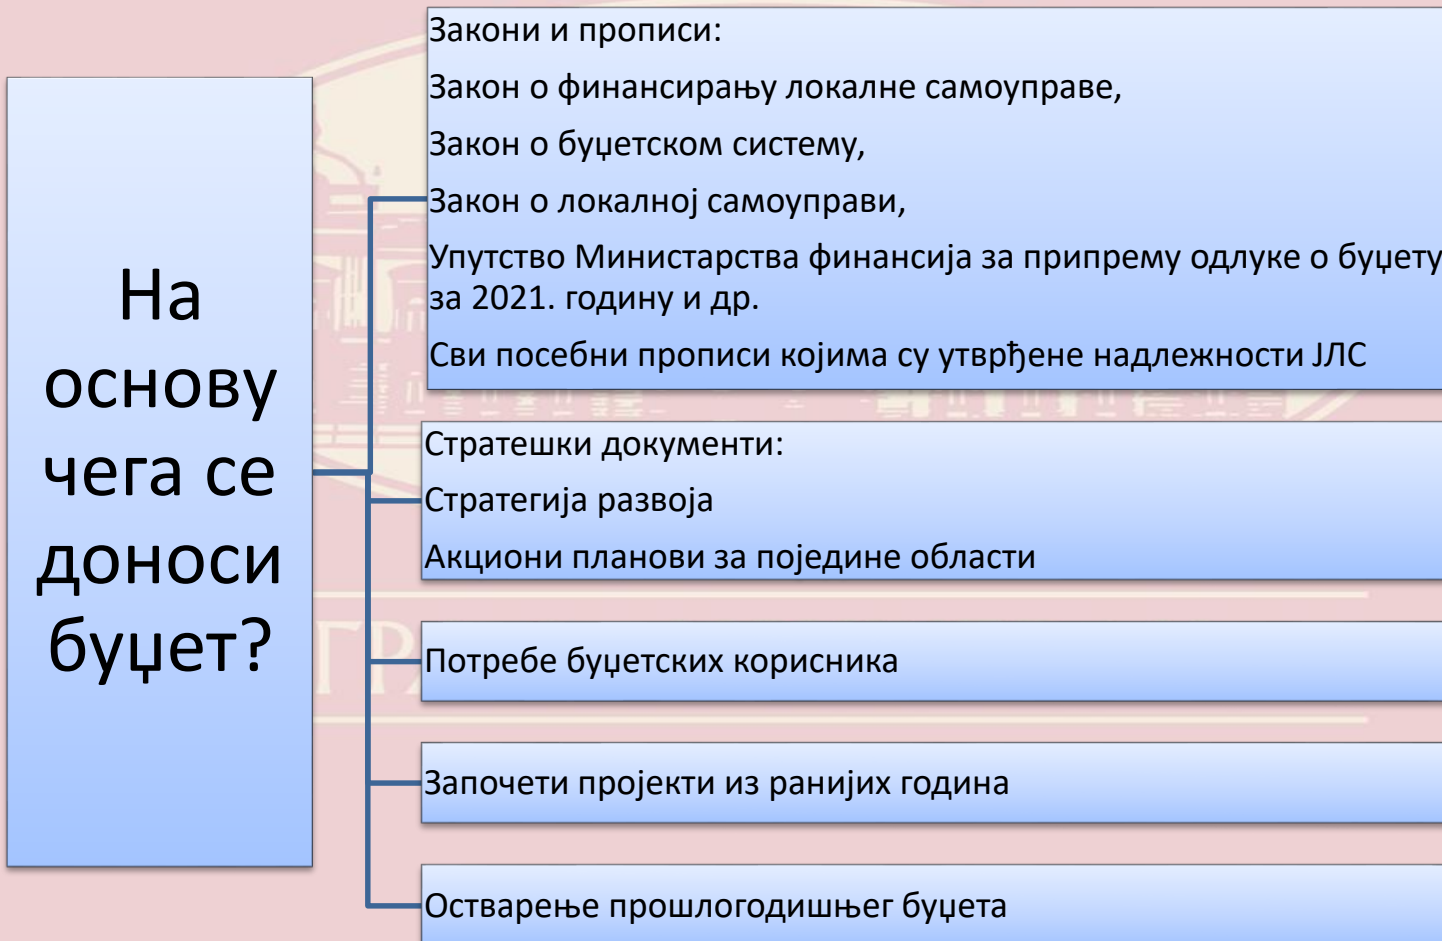 На
основу
чега се
доноси
буџет?
Закони и прописи:
Закон о финансирању локалне самоуправе,
Закон о буџетском систему,
Закон о локалној самоуправи,
Упутство Министарства финансија за припрему одлуке о буџету
за 2021. годину и др.
Сви посебни прописи којима су утврђене надлежности ЈЛС
Стратешки документи:
Стратегија развоја
Акциони планови за поједине области
Потребе буџетских корисника
Започети пројекти из ранијих година
Остварење прошлогодишњег буџета